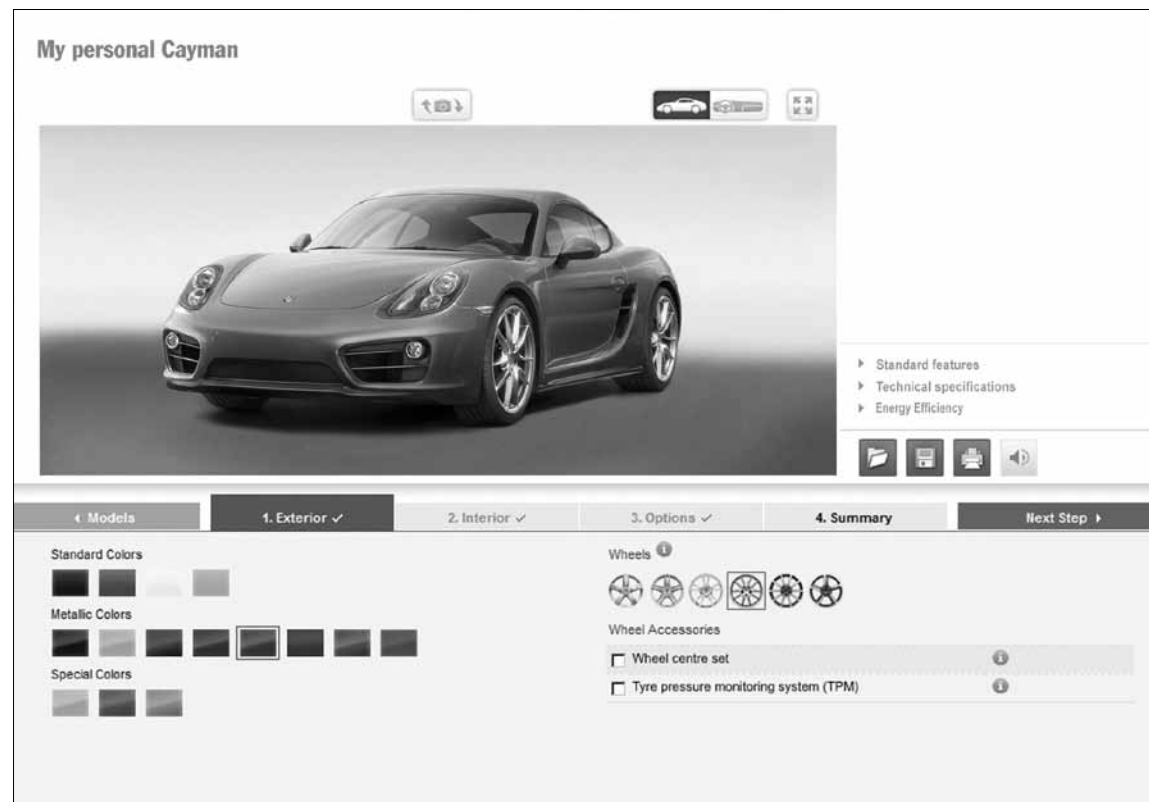 My personal Cayman
Standard features
Technical specifications
Energy Efficiency
Models
1. Exterior ✓
2. Interior ✓
3. Options ✓
4. Summary
Next Step
Standard Colors
Metallic Colors
Special Colors
Wheels
Wheel Accessories
Wheel centre set
Tyre pressure monitoring system (TPM)